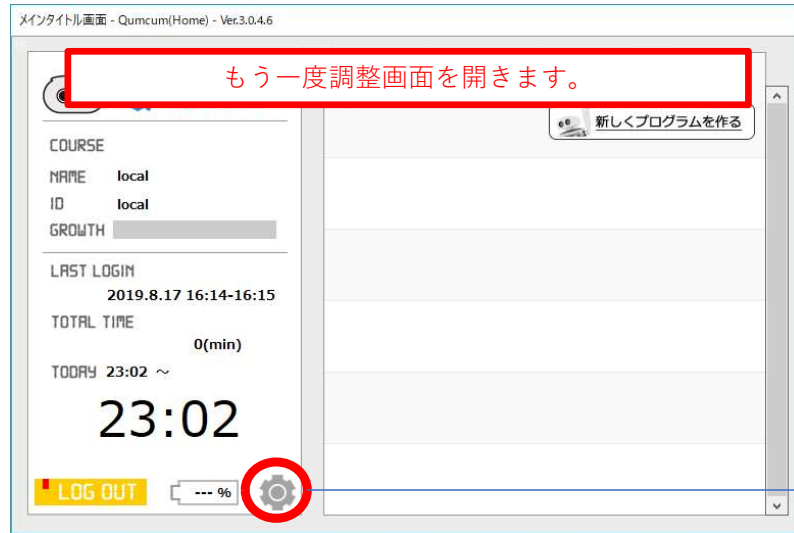 メインタイトル画面 - Qumcum(Home) - Ver.3.0.4.6
もう一度調整画面を開きます。
新しくプログラムを作る
COURSE
NAME local
ID local
GROWTH
LAST LOGIN
2019.8.17 16:14-16:15
TOTAL TIME
0(min)
TODAY 23:02 ～
23:02
LOG OUT --- %